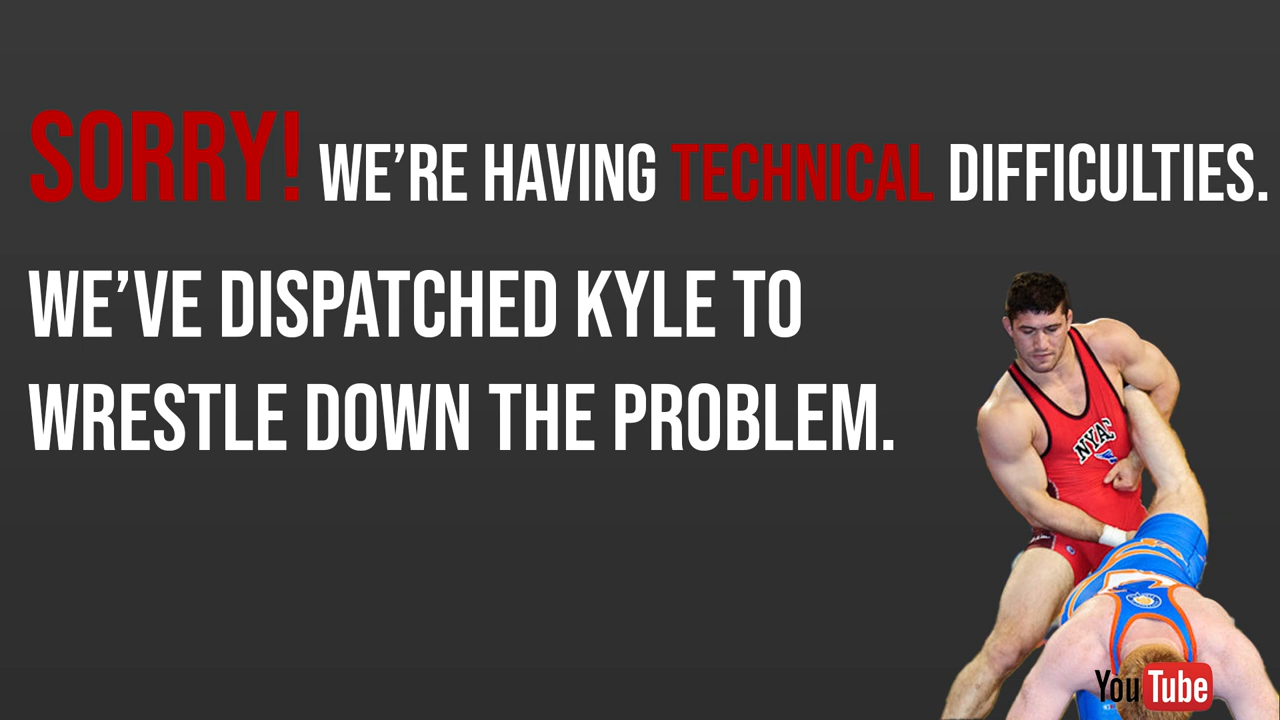 SORRY! WE’RE HAVING TECHNICAL DIFFICULTIES.
WE’VE DISPATCHED KYLE TO
WRESTLE DOWN THE PROBLEM.
NYAC
YouTube